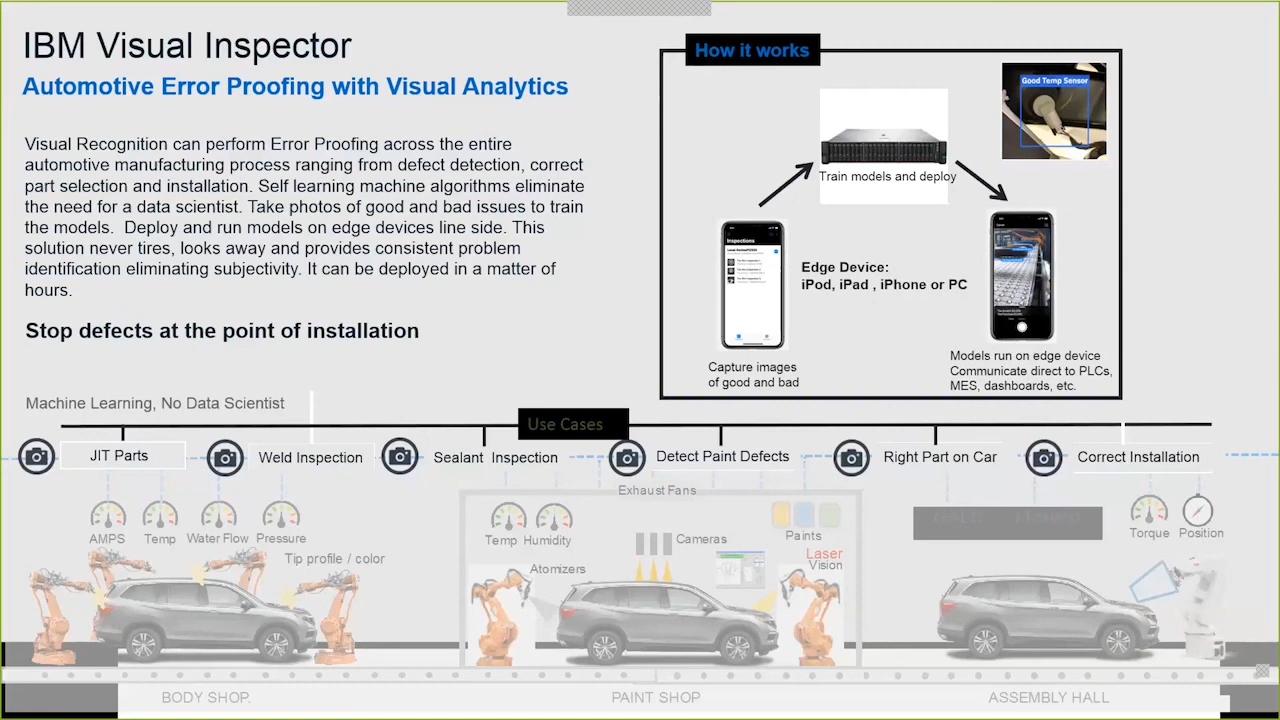 IBM Visual Inspector
Automotive Error Proofing with Visual Analytics
Visual Recognition can perform Error Proofing across the entire
automotive manufacturing process ranging from defect detection, correct
part selection and installation. Self learning machine algorithms eliminate
the need for a data scientist. Take photos of good and bad issues to train
the models. Deploy and run models on edge devices line side. This
solution never tires, looks away and provides consistent problem
identification eliminating subjectivity. It can be deployed in a matter of
hours.
Stop defects at the point of installation
How it works
Good Temp Sensor
Train models and deploy
Inspections
Edge Device:
iPod, iPad , iPhone or PC
Capture images
of good and bad
Models run on edge device
Communicate direct to PLCs,
MES, dashboards, etc.
Machine Learning, No Data Scientist
Use Cases
JIT Parts
Weld Inspection
Sealant Inspection
Detect Paint Defects
Right Part on Car
Correct Installation
Exhaust Fans
AMPS
Temp
Water Flow
Pressure
Tip profile / color
Temp
Humidity
Atomizers
Cameras
Paints
Laser
Vision
Torque
Position
BODY SHOP.
PAINT SHOP
ASSEMBLY HALL